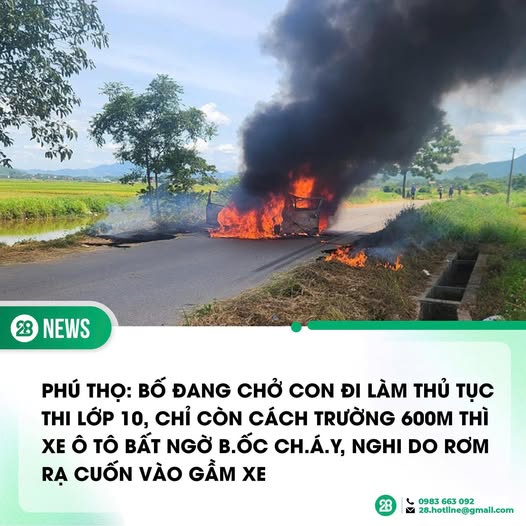 28 NEWS
PHÚ THỌ: BỐ ĐANG CHỞ CON ĐI LÀM THỦ TỤC
THI LỚP 10, CHỈ CÒN CÁCH TRƯỜNG 600M THÌ
XE Ô TÔ BẤT NGỜ B.ỐC CH.Á.Y, NGHI DO RƠM
RẠ CUỐN VÀO GẦM XE
28
0983 663 092
28.hotline@gmail.com